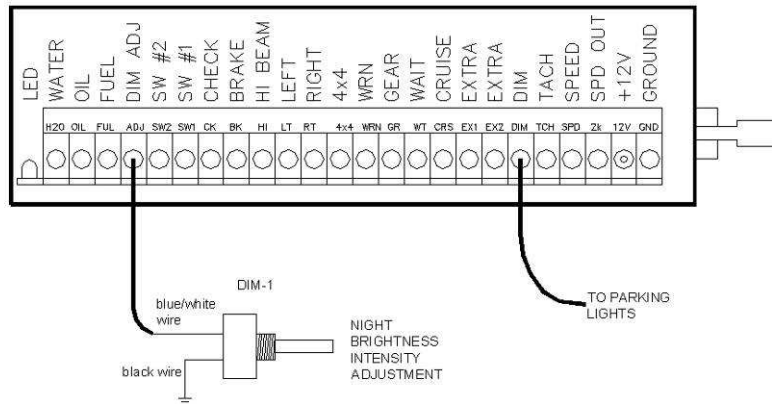 LED
WATER
OIL
FUEL
DIM ADJ
SW #2
SW #1
CHECK
BRAKE
HI BEAM
LEFT
RIGHT
4x4
WRN
GEAR
WAIT
CRUISE
EXTRA
EXTRA
DIM
TACH
SPEED
SPD OUT
+12V
GROUND
H2O OIL FUL ADJ SW2 SW1 CK BK HI LT RT 4x4 WRN GR WT CRS EX1 EX2 DIM TCH SPD 2k 12V GND
DIM-1
blue/white
wire
black wire
NIGHT
BRIGHTNESS
INTENSITY
ADJUSTMENT
TO PARKING
LIGHTS